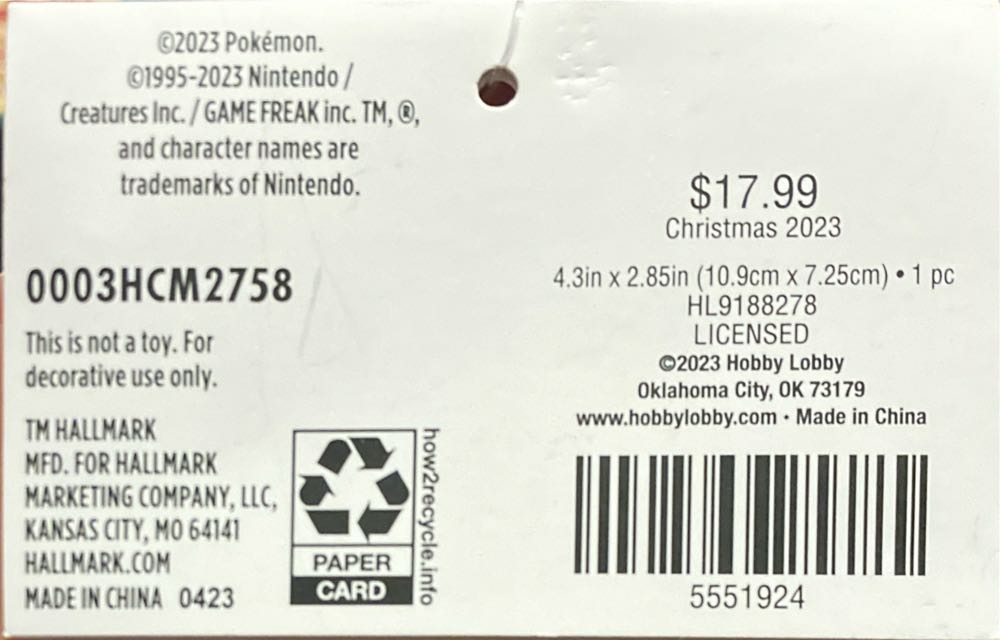 ©2023 Pokémon.
©1995-2023 Nintendo /
Creatures Inc. / GAME FREAK inc. TM, ®,
and character names are
trademarks of Nintendo.
0003HCM2758
This is not a toy. For
decorative use only.
TM HALLMARK
MFD. FOR HALLMARK
MARKETING COMPANY, LLC,
KANSAS CITY, MO 64141
HALLMARK.COM
MADE IN CHINA 0423
PAPER
CARD
how2recycle.info
$17.99
Christmas 2023
4.3in x 2.85in (10.9cm x 7.25cm) • 1 pc
HL9188278
LICENSED
©2023 Hobby Lobby
Oklahoma City, OK 73179
www.hobbylobby.com · Made in China
5551924